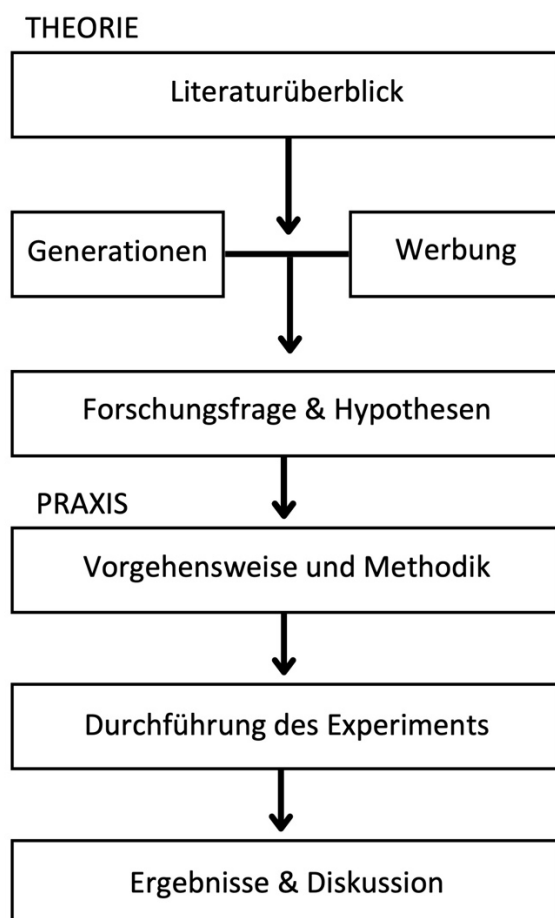 THEORIE
Literaturüberblick
Generationen
Werbung
Forschungsfrage & Hypothesen
PRAXIS
Vorgehensweise und Methodik
Durchführung des Experiments
Ergebnisse & Diskussion